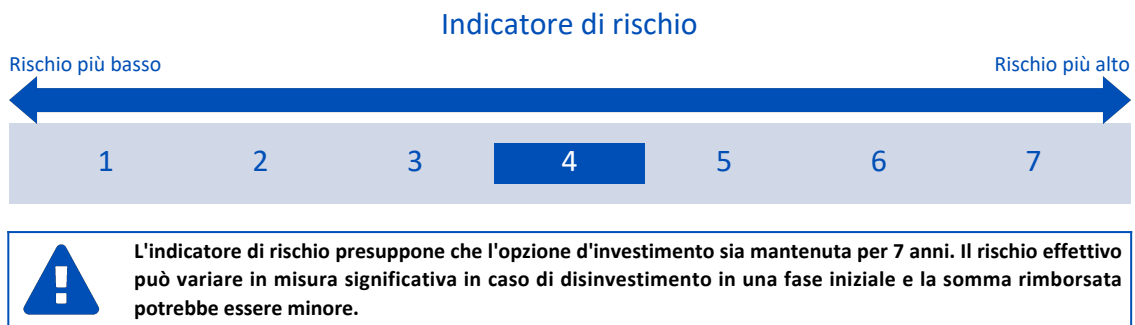 Indicatore di rischio
Rischio più basso
Rischio più alto
1 2 3 4 5 6 7
L'indicatore di rischio presuppone che l'opzione d'investimento sia mantenuta per 7 anni. Il rischio effettivo
può variare in misura significativa in caso di disinvestimento in una fase iniziale e la somma rimborsata
potrebbe essere minore.